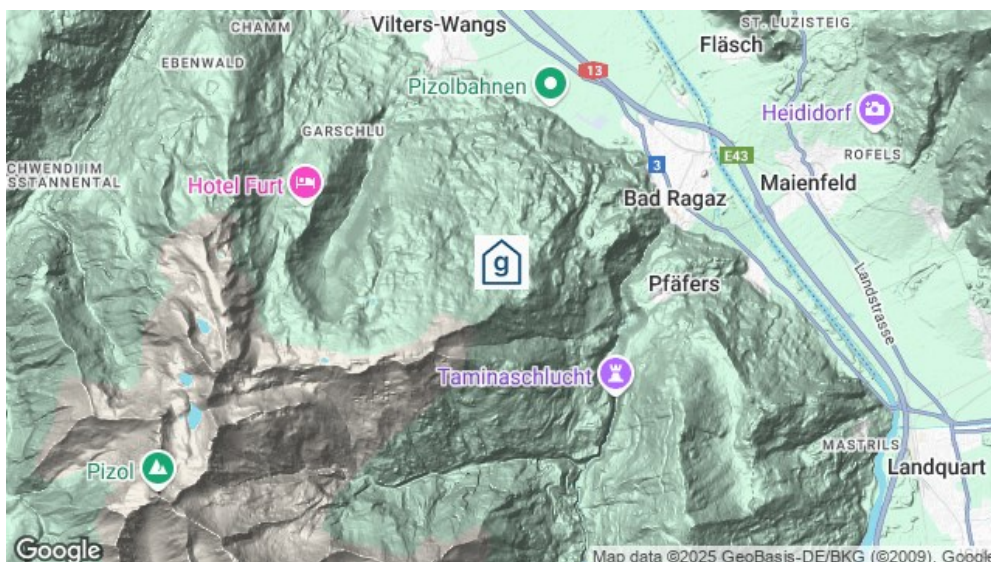 CHAMM
Vilters-Wangs
ST. LUZISTEIG
Fläsch
EBENWALD
13
Pizolbahnen
Heididorf
GARSCHLU
3
E43
ROFELS
CHWENDI IM
SSTANNENTAL
Hotel Furt
Maienfeld
Bad Ragaz
g
Pfäfers
Landstrasse
Taminaschlucht
MASTRILS
Pizol
Landquart
Google
Map data ©2025 GeoBasis-DE/BKG (©2009), Google